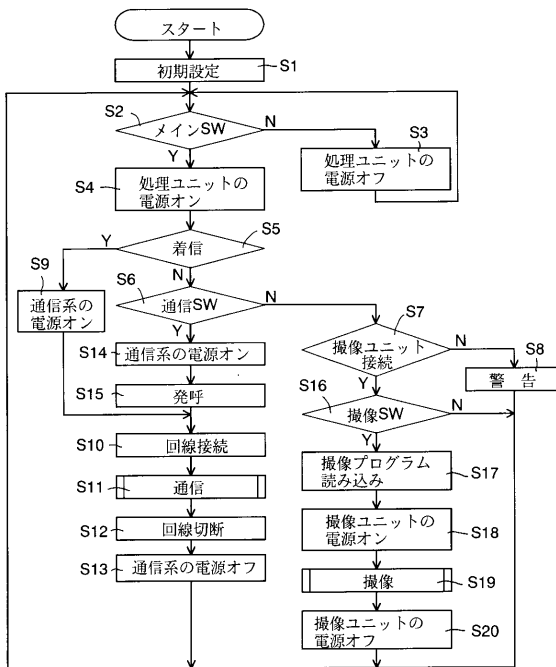 スタート
初期設定
S1
S2
メインSW
N
Y
S3
処理ユニットの
電源オフ
S4
処理ユニットの
電源オン
S5
着信
Y
N
S9
通信系の
電源オン
S6
通信SW
N
Y
S7
撮像ユニット
接続
N
Y
S8
警 告
S14
通信系の電源オン
S15
発呼
S16
撮像SW
N
Y
S10
回線接続
S11
通信
S12
回線切断
S13
通信系の電源オフ
撮像プログラム
読み込み
S17
撮像ユニットの
電源オン
S18
撮像
S19
撮像ユニットの
電源オフ
S20